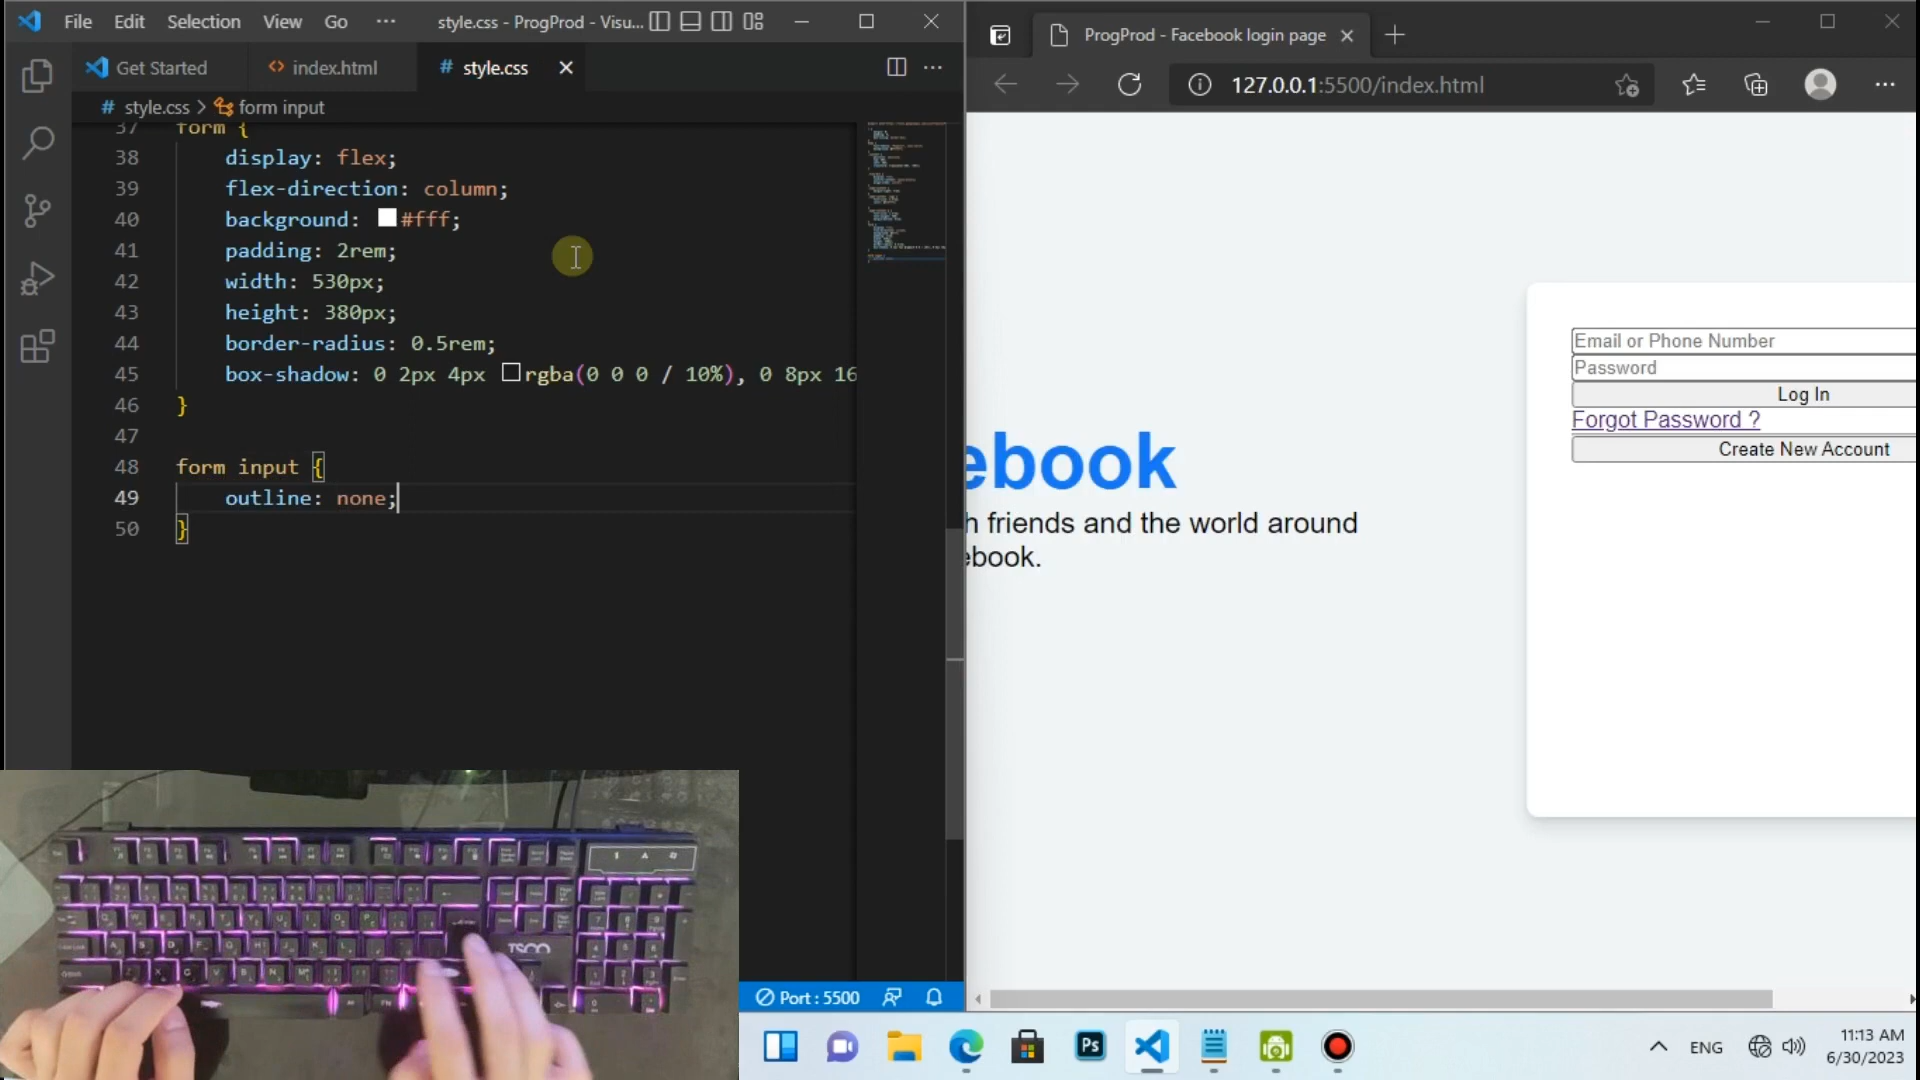 File Edit Selection View Go ··· style.css - ProgProd - Visu...
Get Started index.html # style.css
# style.css > form input
37 form {
38 display: flex;
39 flex-direction: column;
40 background: #fff;
41 padding: 2rem;
42 width: 530px;
43 height: 380px;
44 border-radius: 0.5rem;
45 box-shadow: 0 2px 4px rgba(0 0 0 / 10%), 0 8px 16
46 }
47
48 form input {
49 outline: none;
50 }
Port : 5500
ProgProd - Facebook login page
127.0.0.1:5500/index.html
ebook
h friends and the world around
ebook.
Email or Phone Number
Password
Log In
Forgot Password ?
Create New Account
TSCO
Ps
ENG
11:13 AM
6/30/2023